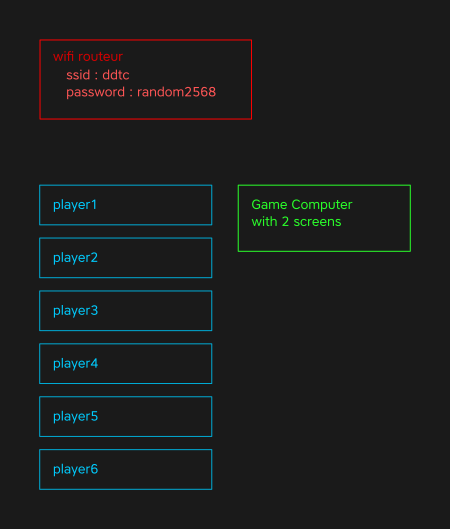 wifi routeur
ssid : ddtc
password : random2568
player1
Game Computer
with 2 screens
player2
player3
player4
player5
player6